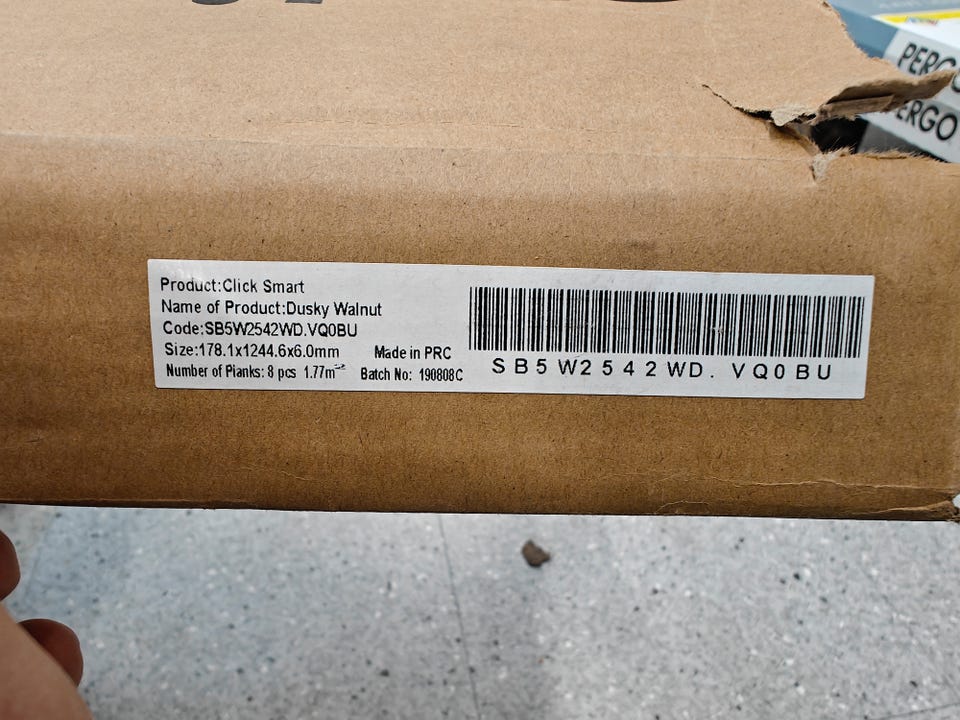 Product:Click Smart
Name of Product:Dusky Walnut
Code:SB5W2542WD.VQ0BU
Size:178.1x1244.6x6.0mm Made in PRC
Number of Planks: 8 pcs 1.77m² Batch No: 190808C
SB5W2542WD.VQ0BU
PERGO